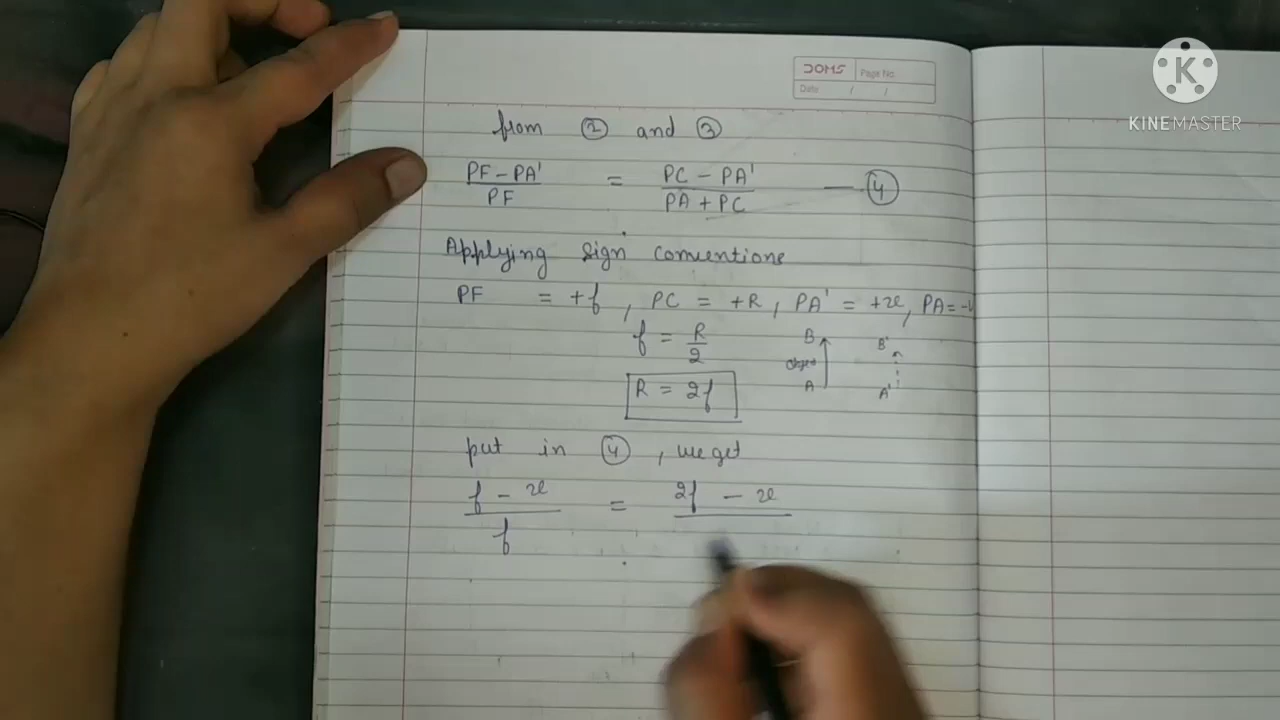 KINEMASTER
DOMS Page No.
Date / /
from ② and ③
PF - PA' / PF = PC - PA' / PA + PC — ④
Applying sign conventions
PF = +f, PC = +R, PA' = +v, PA = -u
f = R/2
B B'
object
R = 2f
A A'
put in ④, we get
f - v / f = 2f - v